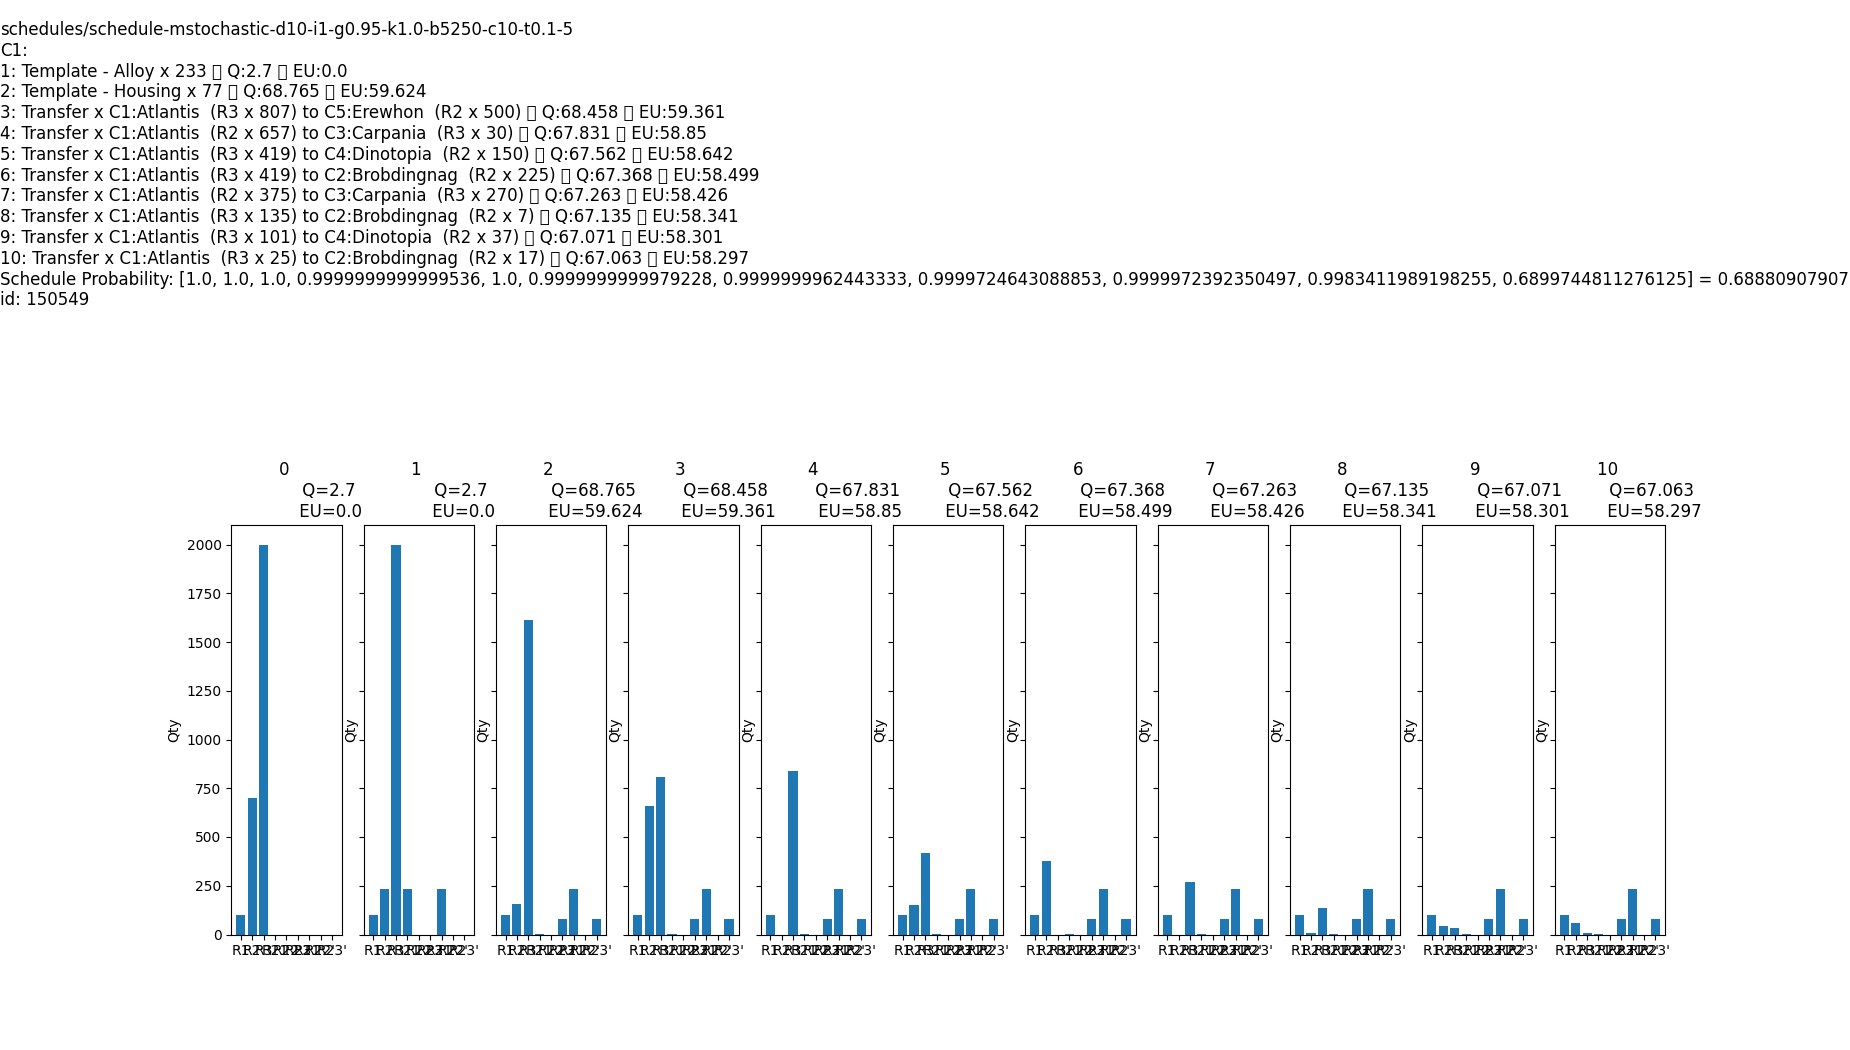 schedules/schedule-mstochastic-d10-i1-g0.95-k1.0-b5250-c10-t0.1-5
C1:
1: Template - Alloy x 233 ▯ Q:2.7 ▯ EU:0.0
2: Template - Housing x 77 ▯ Q:68.765 ▯ EU:59.624
3: Transfer x C1:Atlantis (R3 x 807) to C5:Erewhon (R2 x 500) ▯ Q:68.458 ▯ EU:59.361
4: Transfer x C1:Atlantis (R2 x 657) to C3:Carpania (R3 x 30) ▯ Q:67.831 ▯ EU:58.85
5: Transfer x C1:Atlantis (R3 x 419) to C4:Dinotopia (R2 x 150) ▯ Q:67.562 ▯ EU:58.642
6: Transfer x C1:Atlantis (R3 x 419) to C2:Brobdingnag (R2 x 225) ▯ Q:67.368 ▯ EU:58.499
7: Transfer x C1:Atlantis (R2 x 375) to C3:Carpania (R3 x 270) ▯ Q:67.263 ▯ EU:58.426
8: Transfer x C1:Atlantis (R3 x 135) to C2:Brobdingnag (R2 x 7) ▯ Q:67.135 ▯ EU:58.341
9: Transfer x C1:Atlantis (R3 x 101) to C4:Dinotopia (R2 x 37) ▯ Q:67.071 ▯ EU:58.301
10: Transfer x C1:Atlantis (R3 x 25) to C2:Brobdingnag (R2 x 17) ▯ Q:67.063 ▯ EU:58.297
Schedule Probability: [1.0, 1.0, 1.0, 0.9999999999999536, 1.0, 0.9999999999979228, 0.9999999962443333, 0.9999724643088853, 0.9999972392350497, 0.9983411989198255, 0.6899744811276125] = 0.68880907907
id: 150549
0 1 2 3 4 5 6 7 8 9 10
Q=2.7 Q=2.7 Q=68.765 Q=68.458 Q=67.831 Q=67.562 Q=67.368 Q=67.263 Q=67.135 Q=67.071 Q=67.063
EU=0.0 EU=0.0 EU=59.624 EU=59.361 EU=58.85 EU=58.642 EU=58.499 EU=58.426 EU=58.341 EU=58.301 EU=58.297
2000
1750
1500
1250
1000
750
500
250
0
Qty Qty Qty Qty Qty Qty Qty Qty Qty Qty Qty